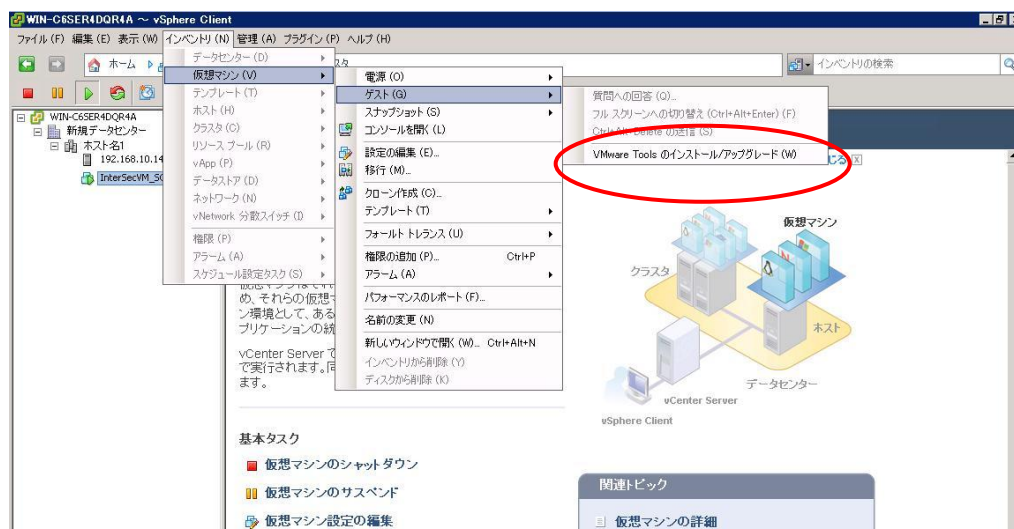 WIN-C6SER4DQR4A ～ vSphere Client
ファイル (F) 編集 (E) 表示 (W) インベントリ (N) 管理 (A) プラグイン (P) ヘルプ (H)
ホーム
インベントリの検索
データセンター (D)
仮想マシン (V)
テンプレート (T)
ホスト (H)
クラスタ (C)
リソース プール (R)
vApp (P)
データストア (D)
ネットワーク (N)
vNetwork 分散スイッチ (I)
権限 (P)
アラーム (A)
スケジュール設定タスク (S)
電源 (O)
ゲスト (G)
スナップショット (S)
コンソールを開く (L)
設定の編集 (E)...
移行 (M)...
クローン作成 (C)...
テンプレート (T)
フォールト トレランス (U)
権限の追加 (P)... Ctrl+P
アラーム (A)
パフォーマンスのレポート (F)...
名前の変更 (N)
新しいウィンドウで開く (W)... Ctrl+Alt+N
インベントリから削除 (Y)
ディスクから削除 (K)
質問への回答 (Q)...
フル スクリーンへの切り替え (Ctrl+Alt+Enter) (F)
Ctrl+Alt+Delete の送信 (S)
VMware Tools のインストール/アップグレード (W)
WIN-C6SER4DQR4A
新規データセンター
ホスト名1
192.168.10.14
InterSecVM_SC
じる
め、それらの仮想
ン環境として、ある
プリケーションの統
vCenter Server で
で実行されます。同
ます。
仮想マシン
クラスタ
ホスト
データセンター
vCenter Server
vSphere Client
基本タスク
仮想マシンのシャットダウン
仮想マシンのサスペンド
仮想マシン設定の編集
関連トピック
仮想マシンの詳細